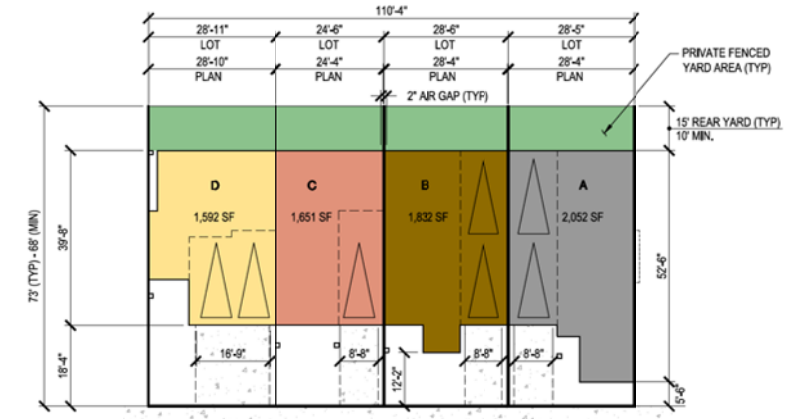 110'-4"
28'-11"
LOT
24'-6"
LOT
28'-6"
LOT
28'-5"
LOT
28'-10"
PLAN
24'-4"
PLAN
28'-4"
PLAN
28'-4"
PLAN
PRIVATE FENCED
YARD AREA (TYP)
2" AIR GAP (TYP)
15' REAR YARD (TYP)
10' MIN.
D
C
B
A
1,592 SF
1,651 SF
1,832 SF
2,052 SF
73' (TYP) - 68' (MIN)
39'-8"
52'-6"
18'-4"
16'-9"
8'-8"
12'-2"
8'-8"
8'-8"
5'-6"